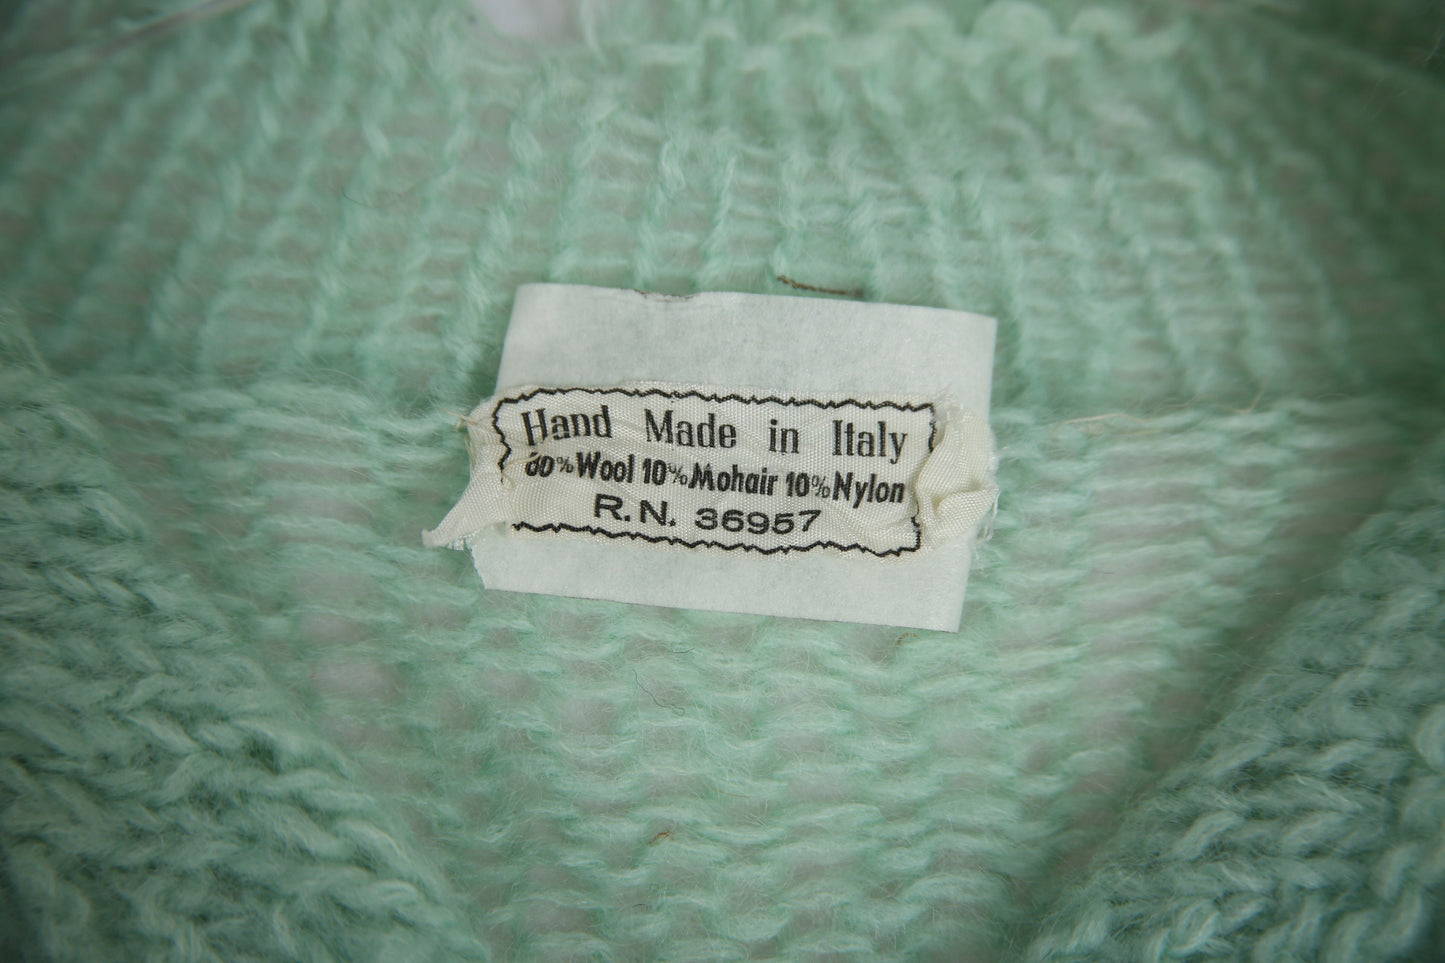 Hand Made in Italy
80% Wool 10% Mohair 10% Nylon
R.N. 36957